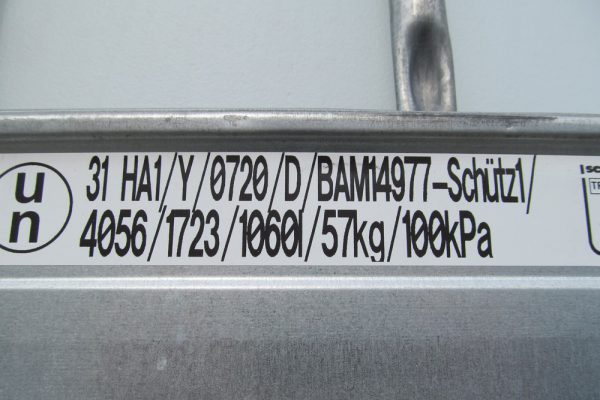 un
31 HA1/Y/0720/D/BAM14977-Schütz1/
4056/1723/1060l/57kg/100kPa